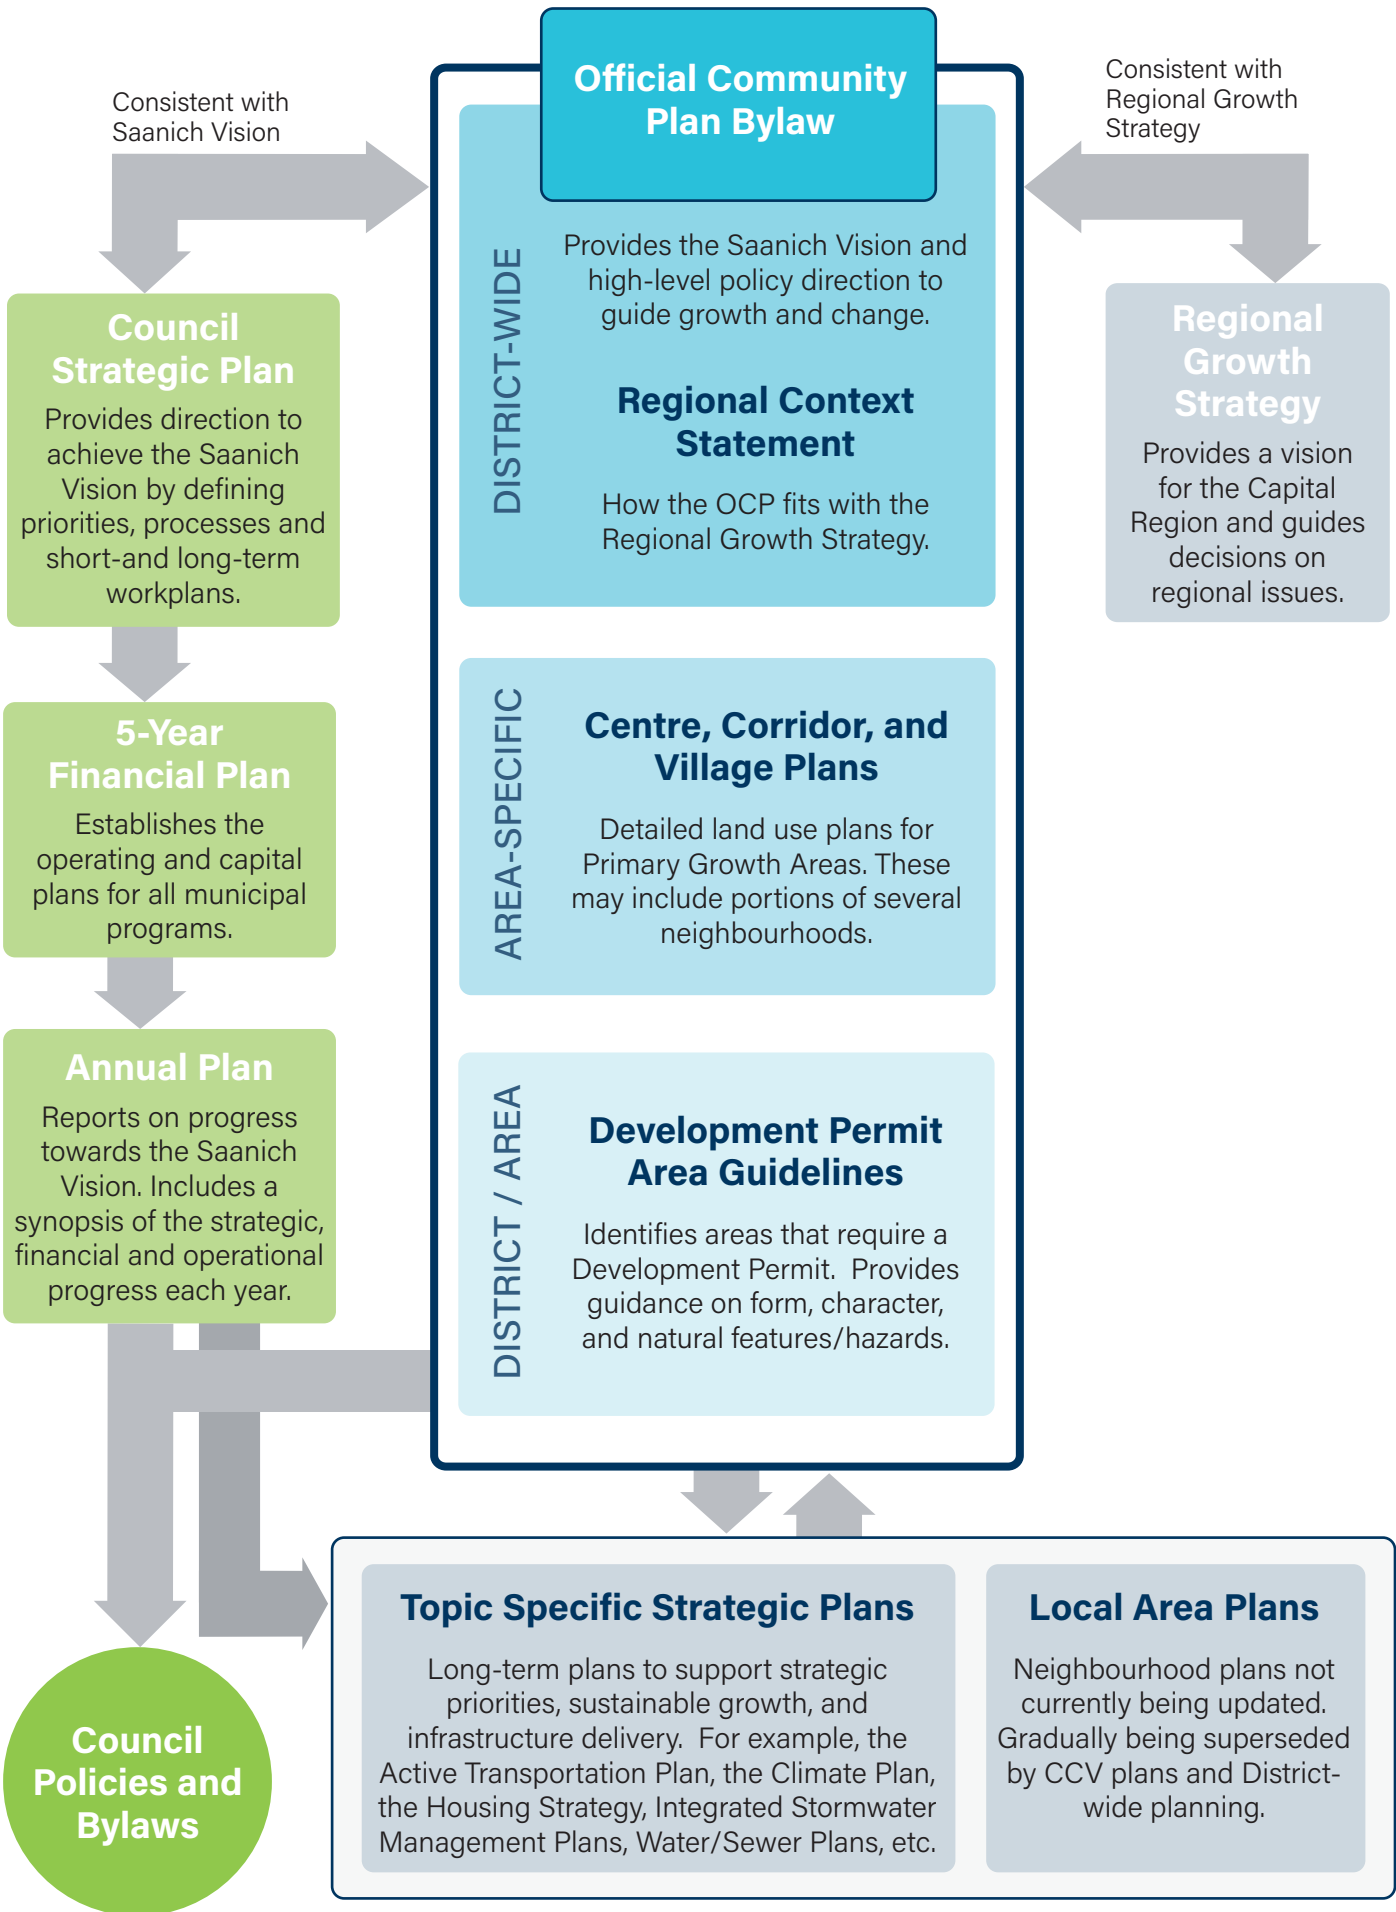 Official Community
Plan Bylaw
Consistent with
Saanich Vision
Consistent with
Regional Growth
Strategy
DISTRICT-WIDE
Provides the Saanich Vision and
high-level policy direction to
guide growth and change.
Regional Context
Statement
How the OCP fits with the
Regional Growth Strategy.
Council
Strategic Plan
Provides direction to
achieve the Saanich
Vision by defining
priorities, processes and
short-and long-term
workplans.
Regional
Growth
Strategy
Provides a vision
for the Capital
Region and guides
decisions on
regional issues.
AREA-SPECIFIC
Centre, Corridor, and
Village Plans
Detailed land use plans for
Primary Growth Areas. These
may include portions of several
neighbourhoods.
5-Year
Financial Plan
Establishes the
operating and capital
plans for all municipal
programs.
Annual Plan
Reports on progress
towards the Saanich
Vision. Includes a
synopsis of the strategic,
financial and operational
progress each year.
DISTRICT / AREA
Development Permit
Area Guidelines
Identifies areas that require a
Development Permit.  Provides
guidance on form, character,
and natural features/hazards.
Council
Policies and
Bylaws
Topic Specific Strategic Plans
Long-term plans to support strategic
priorities, sustainable growth, and
infrastructure delivery.  For example, the
Active Transportation Plan, the Climate Plan,
the Housing Strategy, Integrated Stormwater
Management Plans, Water/Sewer Plans, etc.
Local Area Plans
Neighbourhood plans not
currently being updated.
Gradually being superseded
by CCV plans and District-
wide planning.